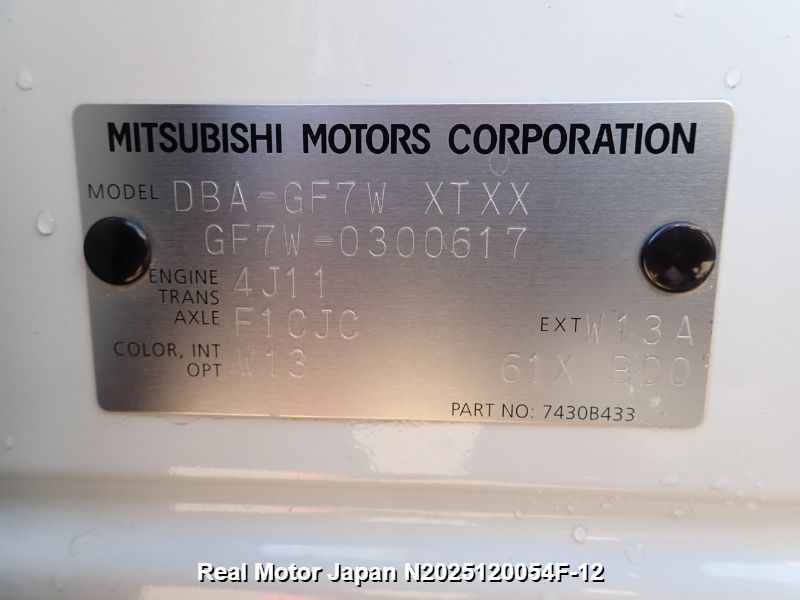 MITSUBISHI MOTORS CORPORATION
MODEL DBA-GF7W XTXX
GF7W-0300617
ENGINE 4J11
TRANS
AXLE F1CJC EXT W13A
COLOR, INT W13 61X B00
OPT
PART NO: 7430B433
Real Motor Japan N2025120054F-12